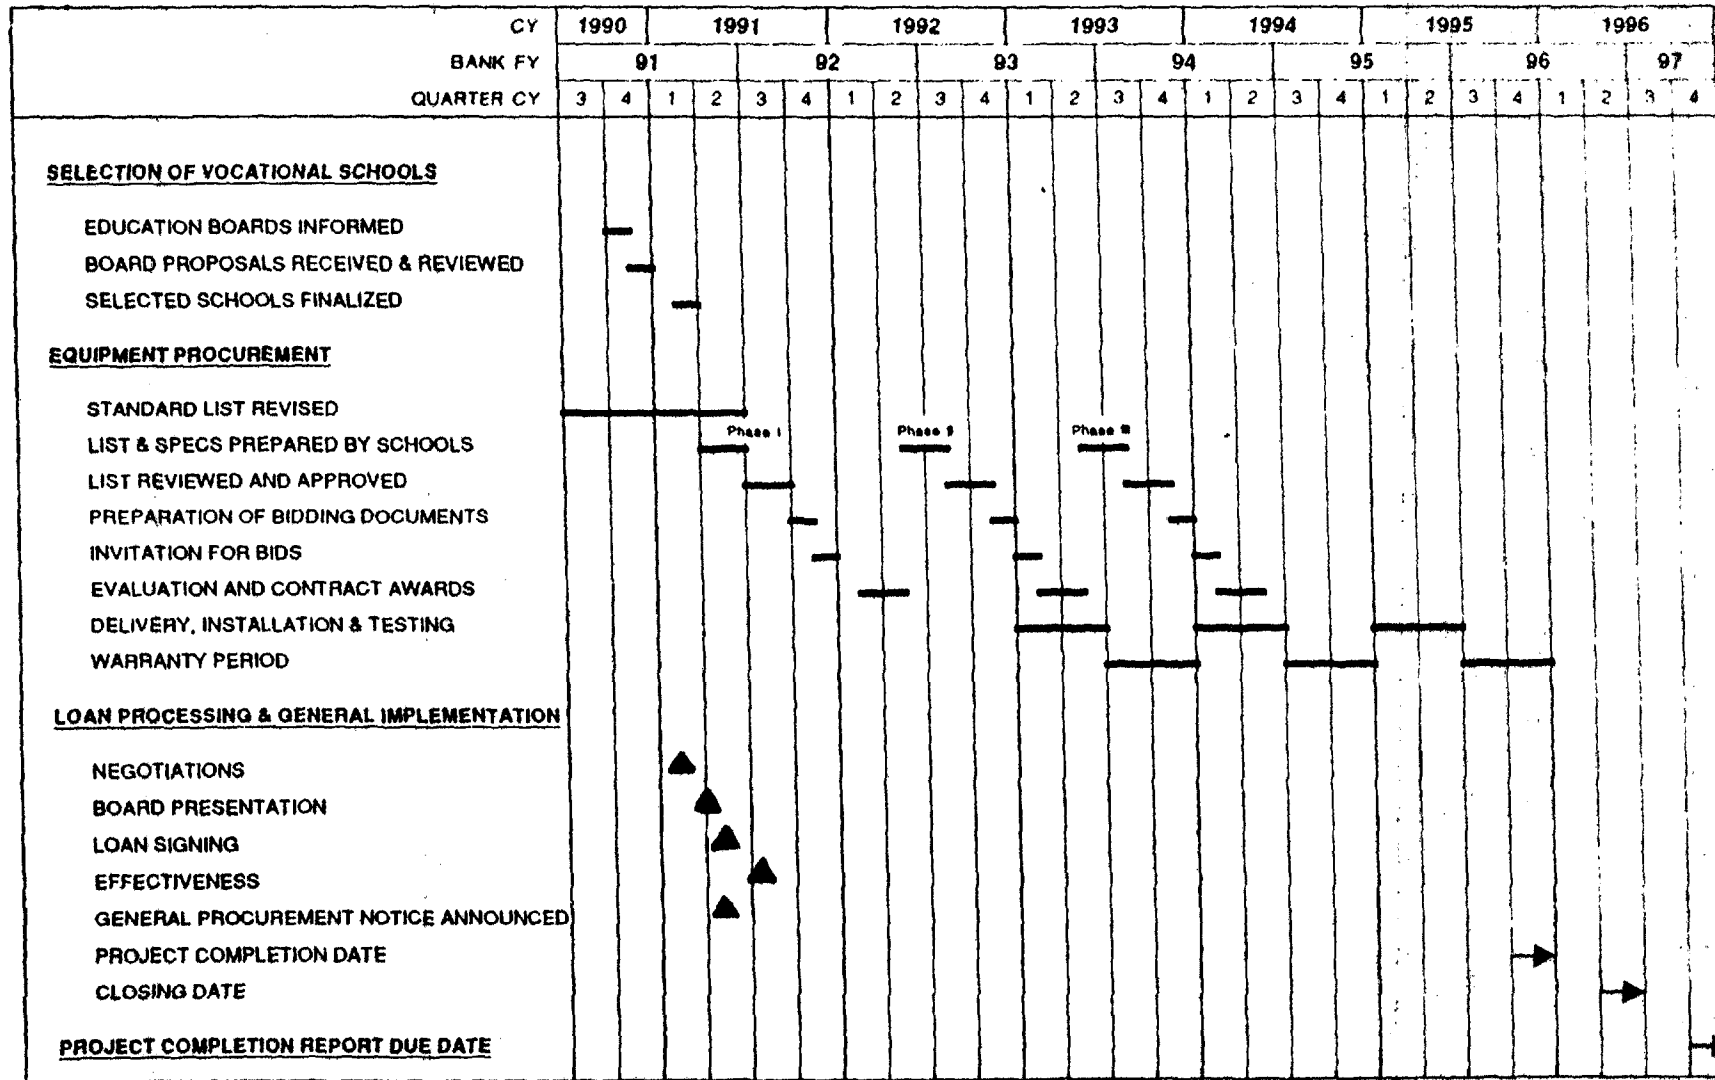 CY 1990 1991 1992 1993 1994 1995 1996
BANK FY 91 92 93 94 95 96 97
QUARTER CY 3 4 1 2 3 4 1 2 3 4 1 2 3 4 1 2 3 4 1 2 3 4 1 2 3 4
SELECTION OF VOCATIONAL SCHOOLS
EDUCATION BOARDS INFORMED
BOARD PROPOSALS RECEIVED & REVIEWED
SELECTED SCHOOLS FINALIZED
EQUIPMENT PROCUREMENT
STANDARD LIST REVISED
Phase I Phase II Phase III
LIST & SPECS PREPARED BY SCHOOLS
LIST REVIEWED AND APPROVED
PREPARATION OF BIDDING DOCUMENTS
INVITATION FOR BIDS
EVALUATION AND CONTRACT AWARDS
DELIVERY, INSTALLATION & TESTING
WARRANTY PERIOD
LOAN PROCESSING & GENERAL IMPLEMENTATION
NEGOTIATIONS
BOARD PRESENTATION
LOAN SIGNING
EFFECTIVENESS
GENERAL PROCUREMENT NOTICE ANNOUNCED
PROJECT COMPLETION DATE
CLOSING DATE
PROJECT COMPLETION REPORT DUE DATE